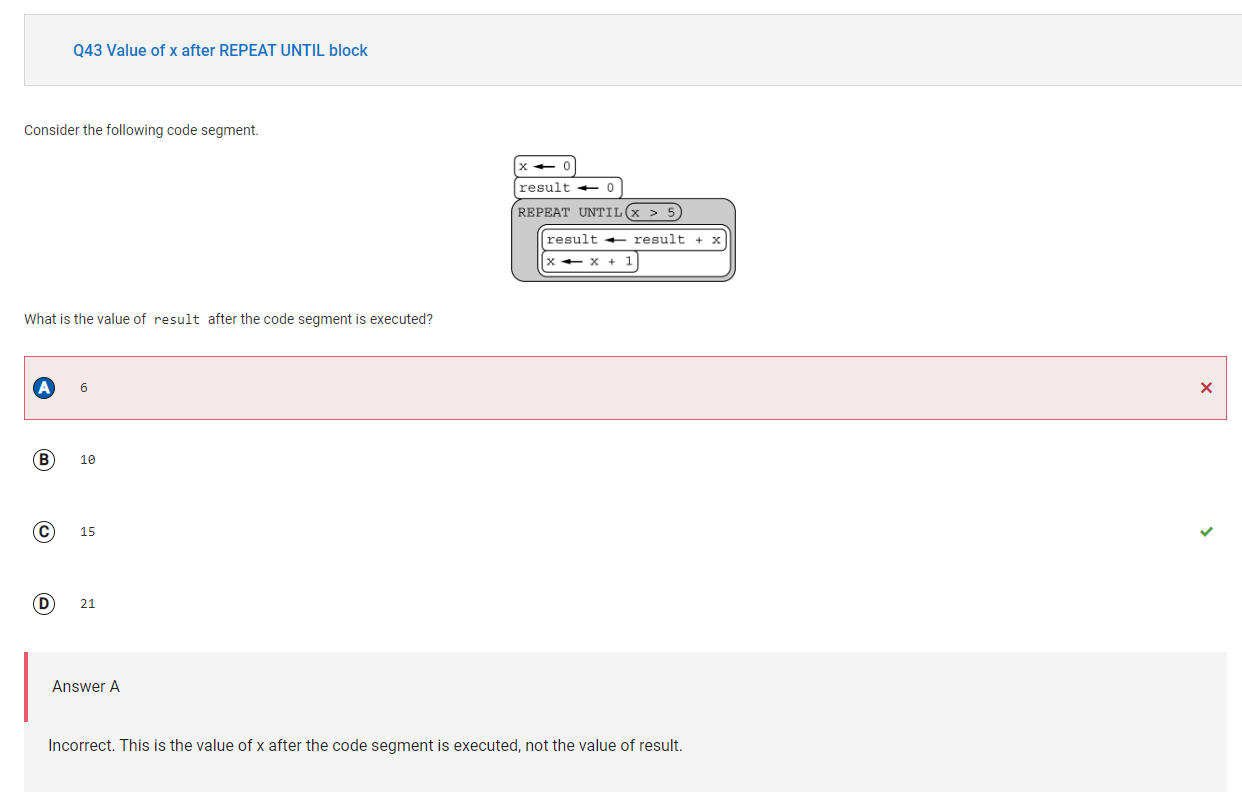 Q43 Value of x after REPEAT UNTIL block
Consider the following code segment.
x ← 0
result ← 0
REPEAT UNTIL x > 5
result ← result + x
x ← x + 1
What is the value of result after the code segment is executed?
A 6
B 10
C 15
D 21
Answer A
Incorrect. This is the value of x after the code segment is executed, not the value of result.